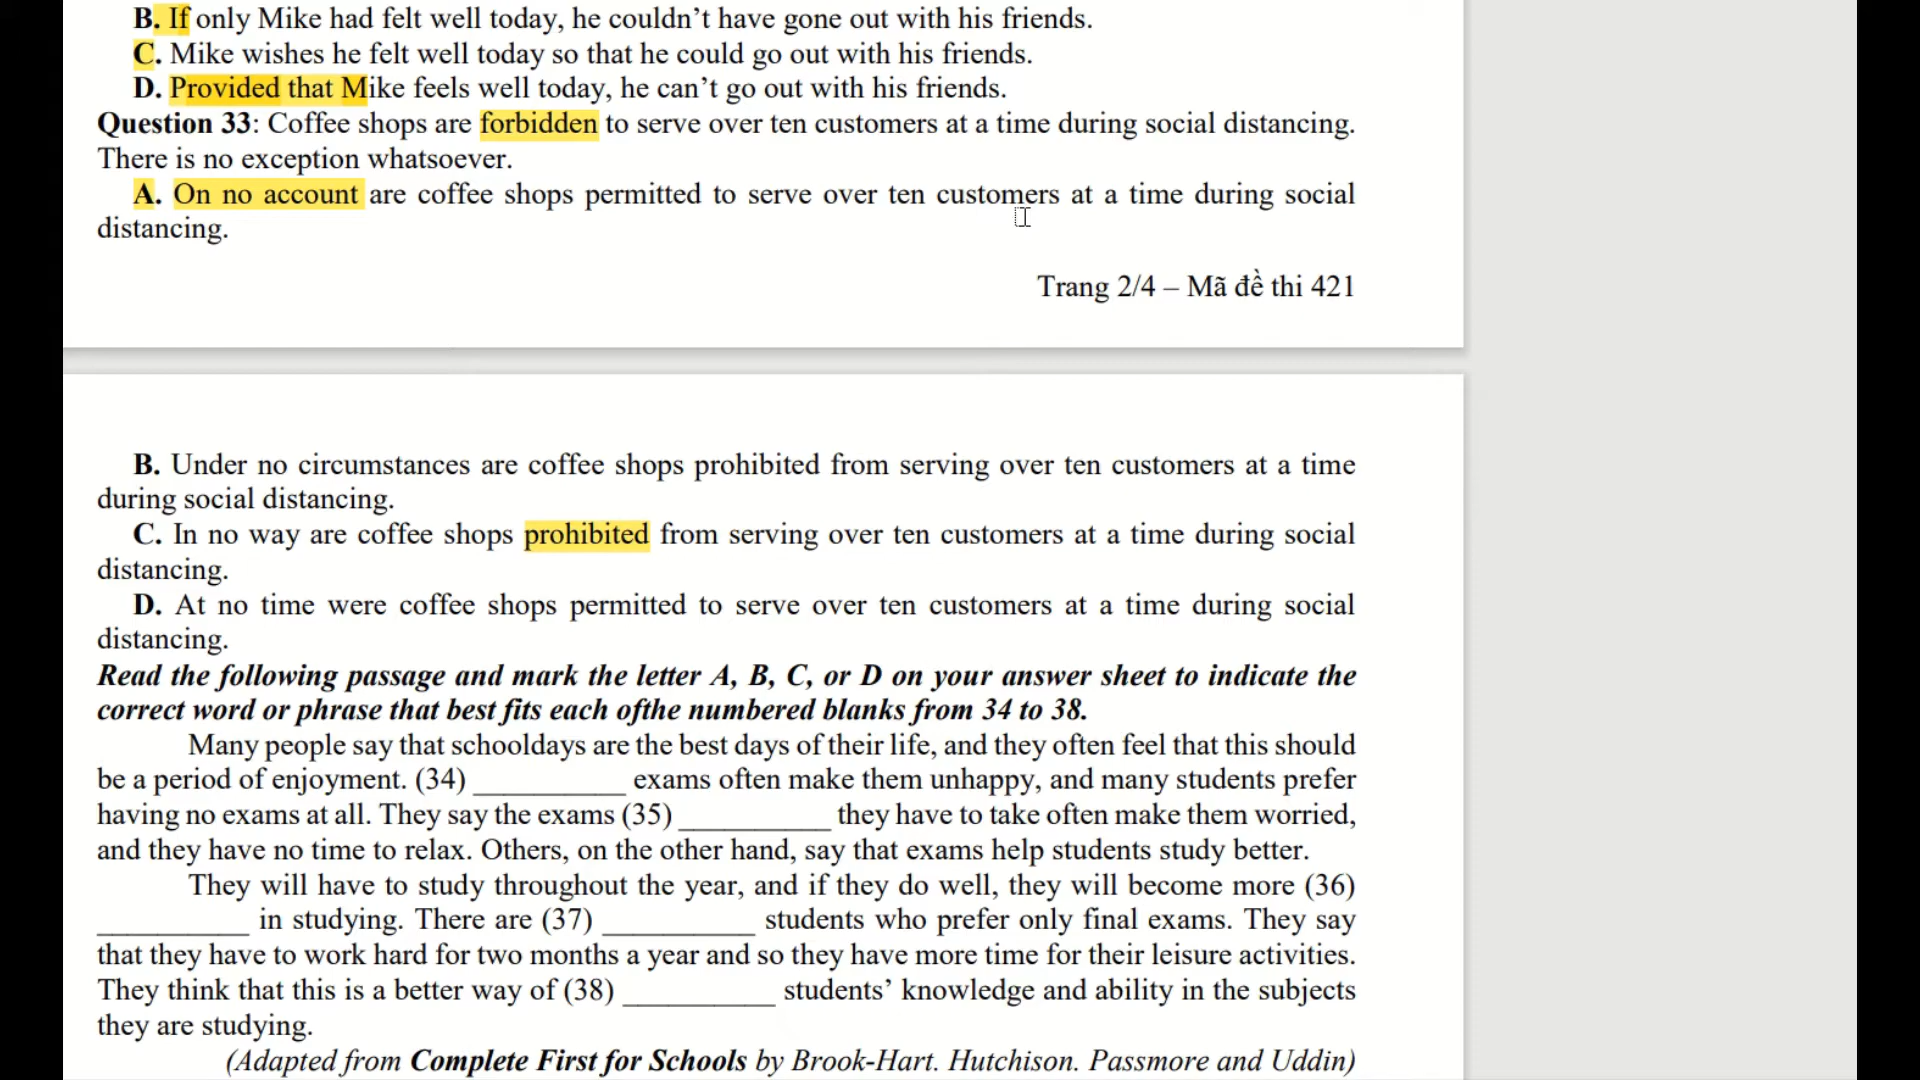 B. If only Mike had felt well today, he couldn’t have gone out with his friends.
C. Mike wishes he felt well today so that he could go out with his friends.
D. Provided that Mike feels well today, he can’t go out with his friends.
Question 33: Coffee shops are forbidden to serve over ten customers at a time during social distancing.
There is no exception whatsoever.
A. On no account are coffee shops permitted to serve over ten customers at a time during social
distancing.
Trang 2/4 – Mã đề thi 421
B. Under no circumstances are coffee shops prohibited from serving over ten customers at a time
during social distancing.
C. In no way are coffee shops prohibited from serving over ten customers at a time during social
distancing.
D. At no time were coffee shops permitted to serve over ten customers at a time during social
distancing.
Read the following passage and mark the letter A, B, C, or D on your answer sheet to indicate the
correct word or phrase that best fits each ofthe numbered blanks from 34 to 38.
Many people say that schooldays are the best days of their life, and they often feel that this should
be a period of enjoyment. (34) __________ exams often make them unhappy, and many students prefer
having no exams at all. They say the exams (35) __________ they have to take often make them worried,
and they have no time to relax. Others, on the other hand, say that exams help students study better.
They will have to study throughout the year, and if they do well, they will become more (36)
__________ in studying. There are (37) __________ students who prefer only final exams. They say
that they have to work hard for two months a year and so they have more time for their leisure activities.
They think that this is a better way of (38) __________ students’ knowledge and ability in the subjects
they are studying.
(Adapted from Complete First for Schools by Brook-Hart. Hutchison. Passmore and Uddin)